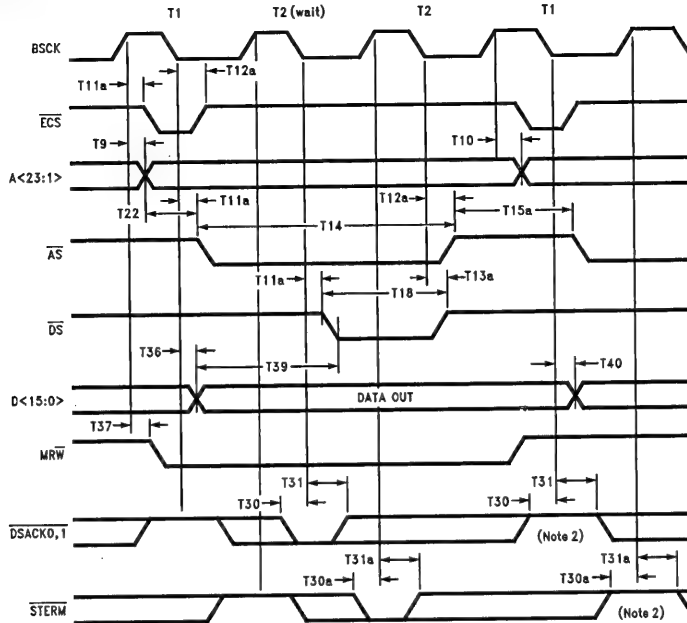 T1 T2 (wait) T2 T1
BSCK
T11a T12a
ECS
T9 T10
A<23:1>
T22 T11a T12a T15a
T14
AS
T11a T18 T13a
DS
T36 T39 T40
D<15:0> DATA OUT
T37
MRW
T31 T31
T30 T30
DSACK0,1 (Note 2)
T31a T31a
T30a T30a
STERM (Note 2)